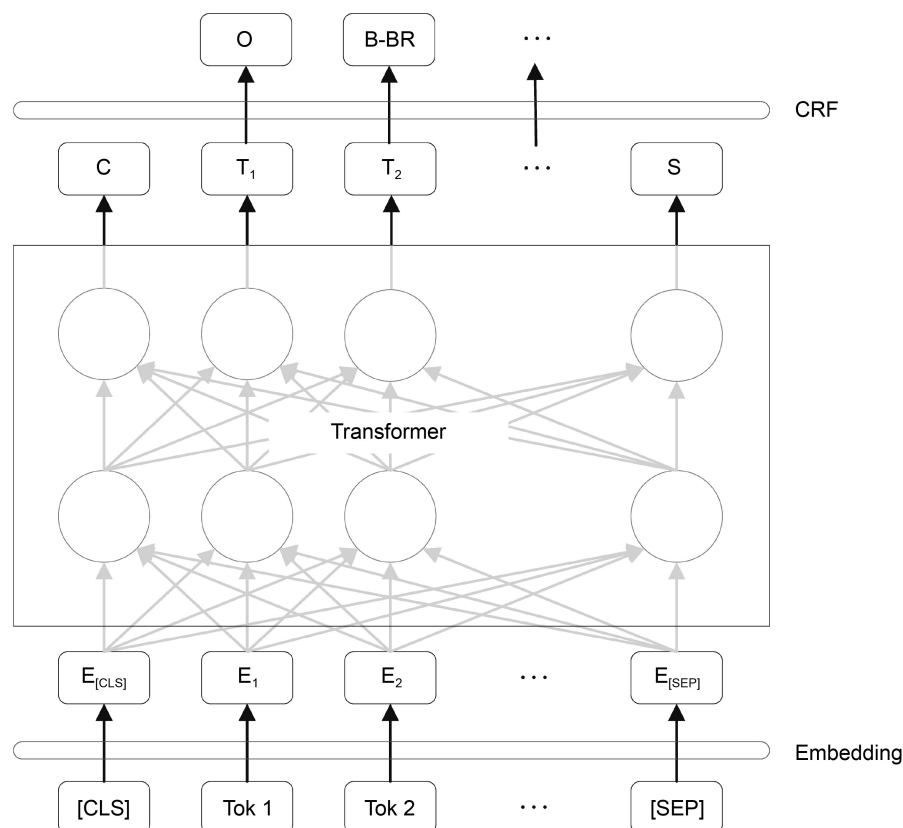 O B-BR ...
CRF
C T1 T2 ... S
Transformer
E[CLS] E1 E2 ... E[SEP]
Embedding
[CLS] Tok 1 Tok 2 ... [SEP]